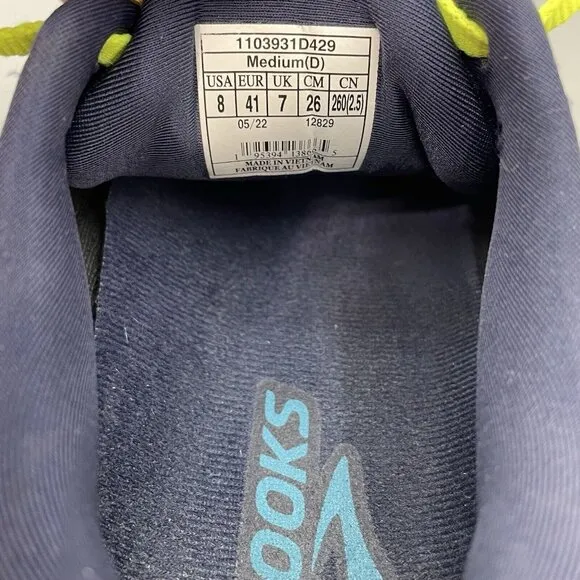 1103931D429
Medium(D)
USA EUR UK CM CN
8 41 7 26 260(2.5)
05/22 12829
MADE IN VIETNAM
FABRIQUE AU VIETNAM
OOKS